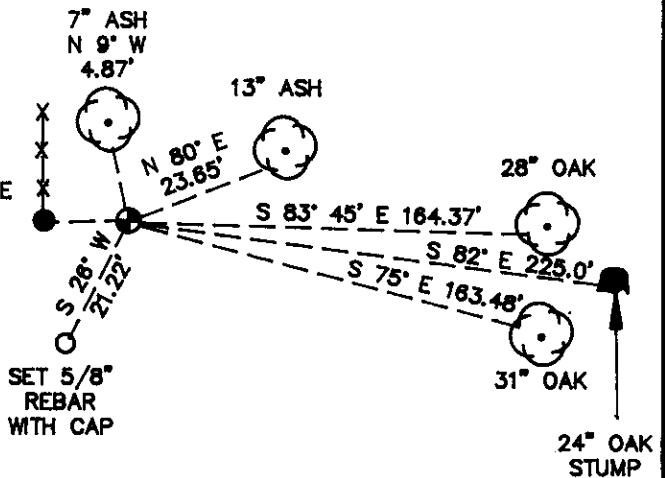 7" ASH
N 9° W
4.87'
13" ASH
N 80° E
23.65'
28" OAK
E
S 83° 45' E 164.37'
S 82° E 225.0'
S 75° E 163.48'
S 26° W
21.22'
SET 5/8"
REBAR
WITH CAP
31" OAK
24" OAK
STUMP